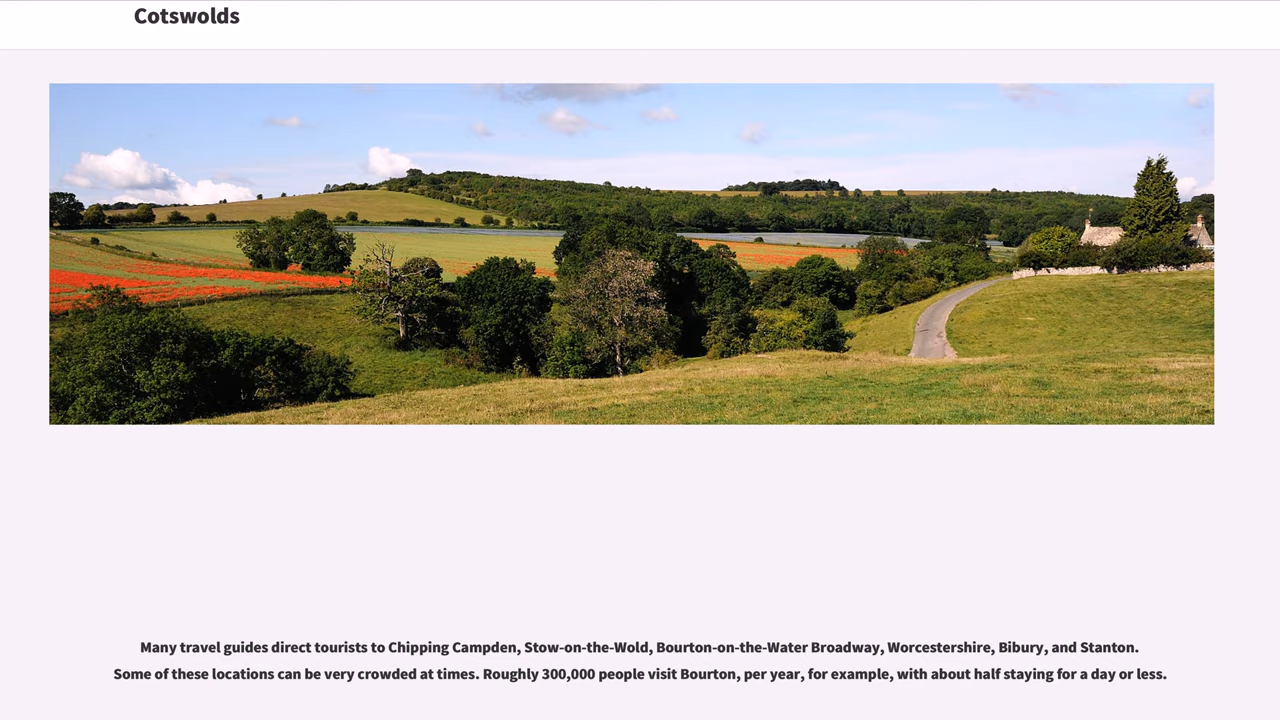 Cotswolds
Many travel guides direct tourists to Chipping Campden, Stow-on-the-Wold, Bourton-on-the-Water Broadway, Worcestershire, Bibury, and Stanton.
Some of these locations can be very crowded at times. Roughly 300,000 people visit Bourton, per year, for example, with about half staying for a day or less.